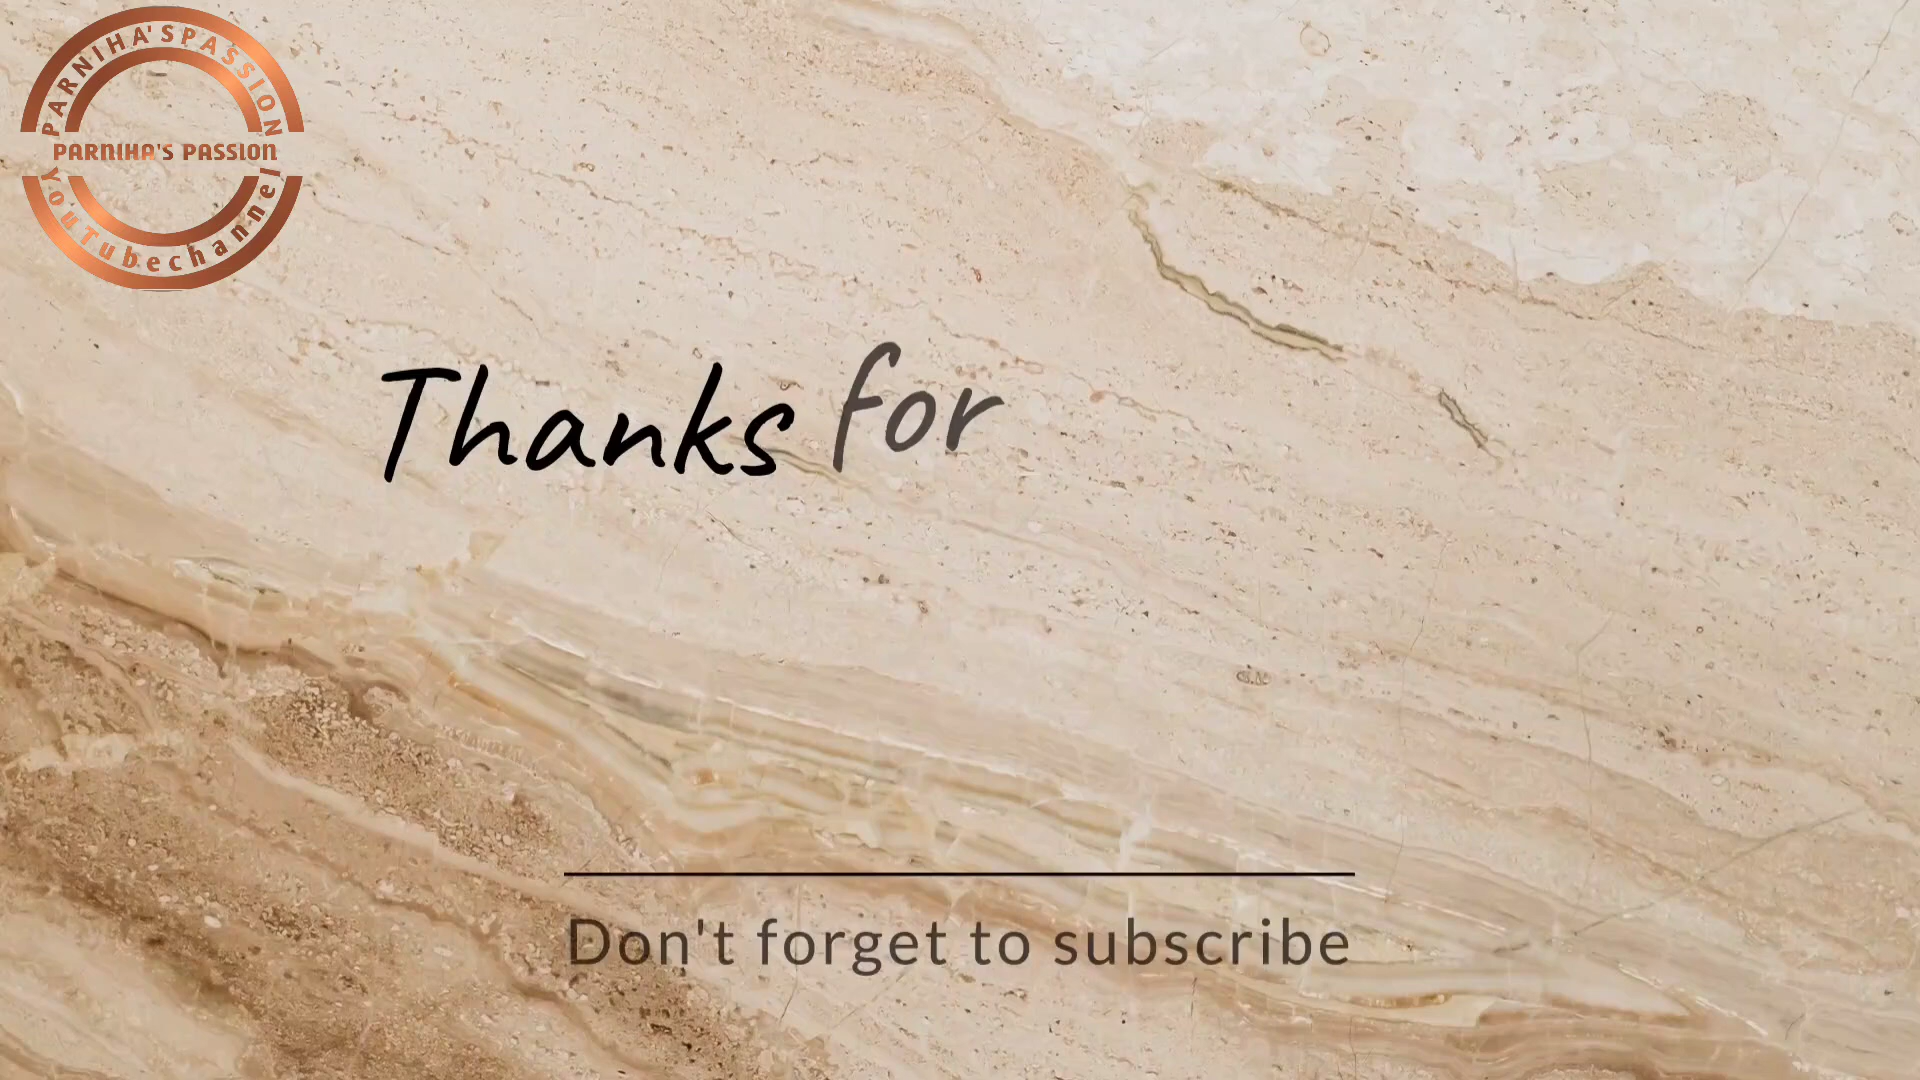 PARNIHA'SPASSION
PARNIHA'S PASSION
YouTubechannel
Thanks for
Don't forget to subscribe